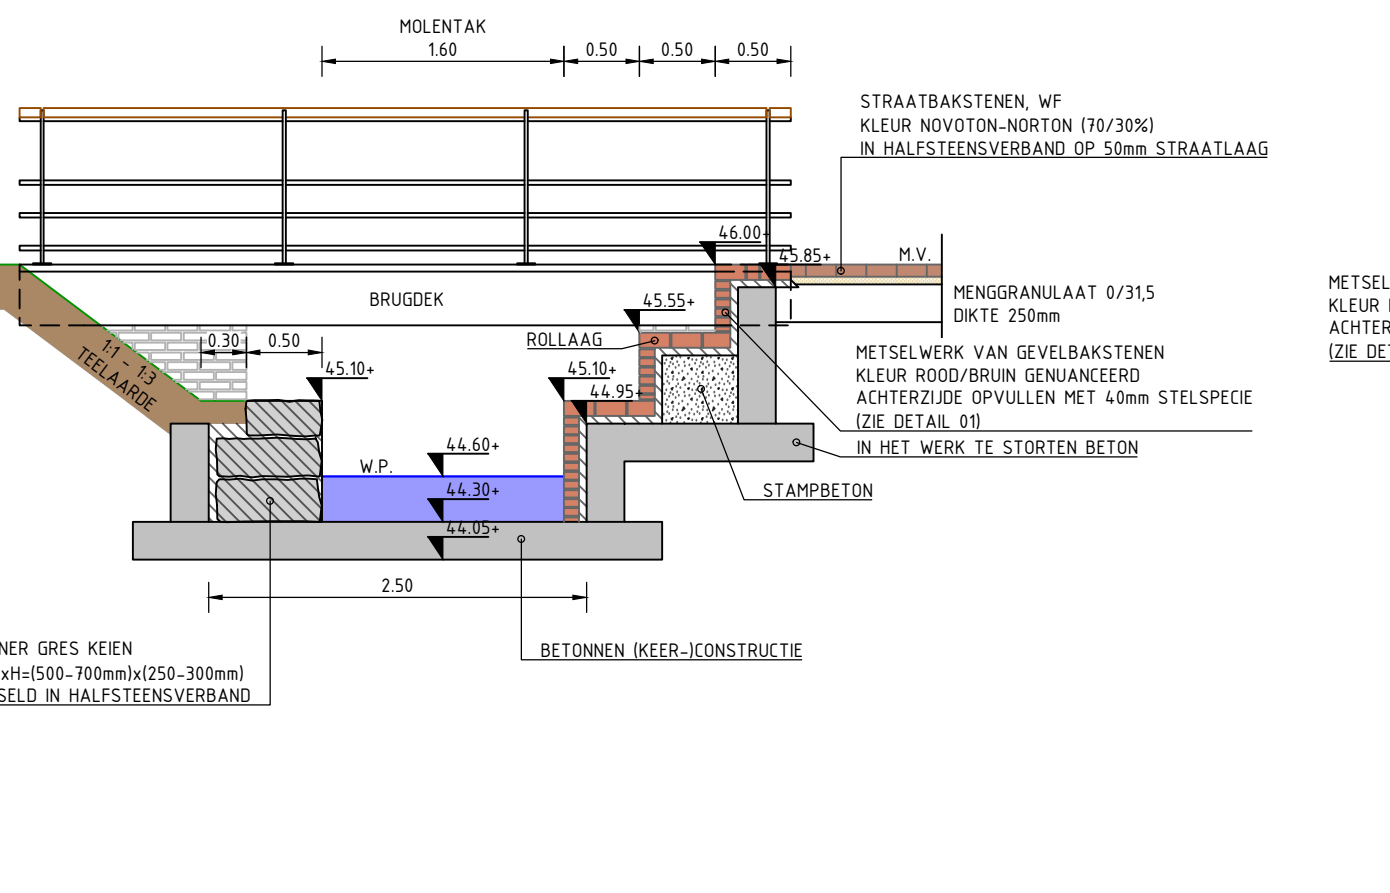 MOLENTAK
1.60
0.50
0.50
0.50
STRAATBAKSTENEN, WF
KLEUR NOVOTON-NORTON (70/30%)
IN HALFSTEENSVERBAND OP 50mm STRAATLAAG
46.00+
45.85+
M.V.
BRUGDEK
45.55+
MENGGRANULAAT 0/31,5
DIKTE 250mm
METSEL
KLEUR
ACHTER
(ZIE DE
ROLLAAG
0.30
0.50
1:1 - 1:3
TEELAARDE
45.10+
45.10+
44.95+
METSELWERK VAN GEVELBAKSTENEN
KLEUR ROOD/BRUIN GENUANCEERD
ACHTERZIJDE OPVULLEN MET 40mm STELSPECIE
(ZIE DETAIL 01)
IN HET WERK TE STORTEN BETON
44.60+
W.P.
44.30+
STAMPBETON
44.05+
2.50
BETONNEN (KEER-)CONSTRUCTIE
NER GRES KEIEN
xH=(500-700mm)x(250-300mm)
SELD IN HALFSTEENSVERBAND